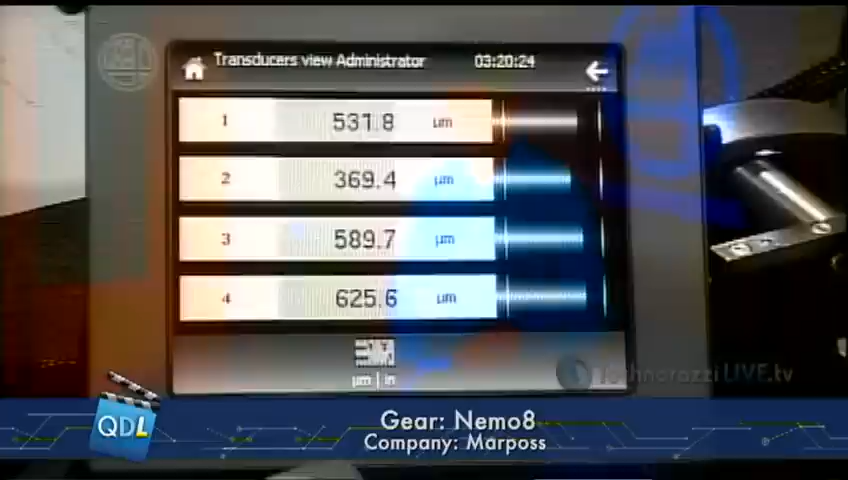 Transducers view Administrator 03:20:24
1 531.8 µm
2 369.4 µm
3 589.7 µm
4 625.6 µm
µm | in
LIVE.tv
QDL
Gear: Nemo8
Company: Marposs